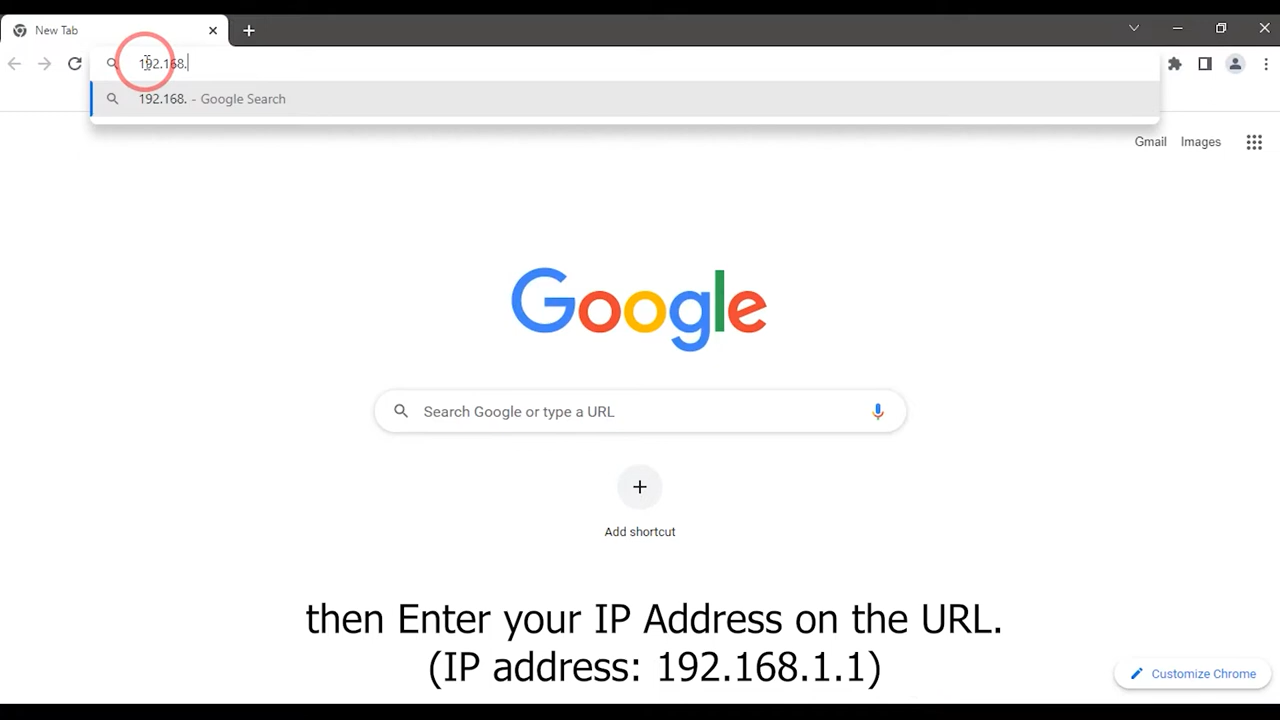 New Tab
192.168.
192.168. - Google Search
Gmail Images
Google
Search Google or type a URL
Add shortcut
then Enter your IP Address on the URL.
(IP address: 192.168.1.1)
Customize Chrome